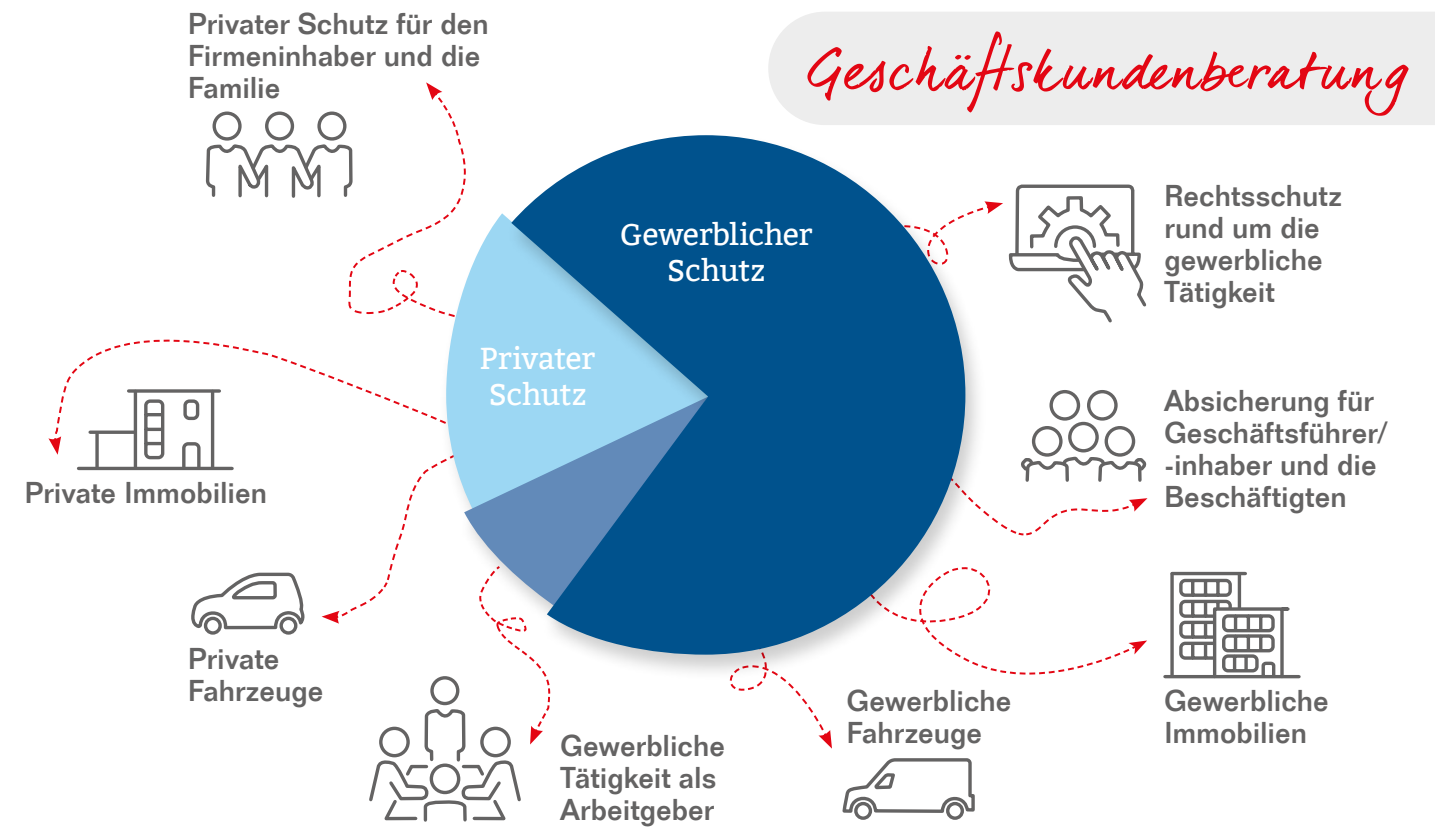 Privater Schutz für den
Firmeninhaber und die
Familie
Geschäftskundenberatung
Gewerblicher
Schutz
Rechtsschutz
rund um die
gewerbliche
Tätigkeit
Privater
Schutz
Private Immobilien
Absicherung für
Geschäftsführer/
-inhaber und die
Beschäftigten
Private
Fahrzeuge
Gewerbliche
Tätigkeit als
Arbeitgeber
Gewerbliche
Fahrzeuge
Gewerbliche
Immobilien